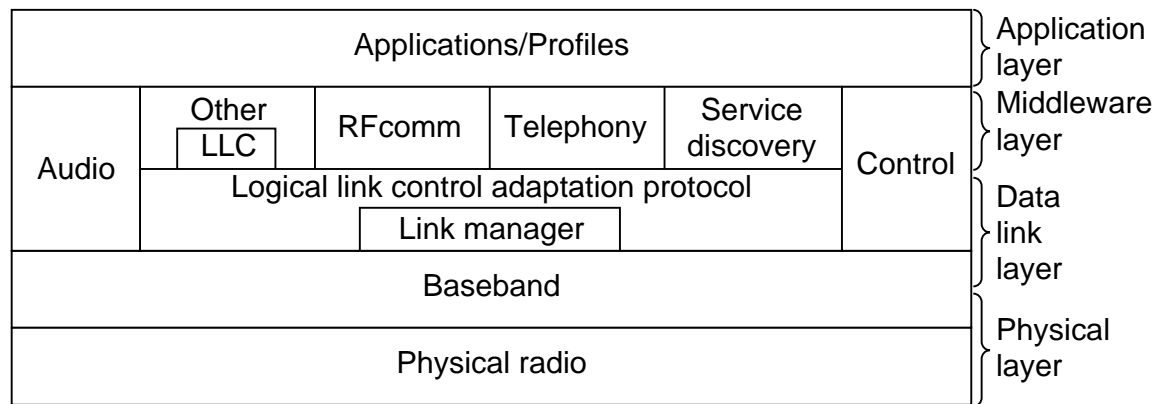 Applications/Profiles
Application
layer
Audio
Other
LLC
RFcomm
Telephony
Service
discovery
Control
Middleware
layer
Logical link control adaptation protocol
Link manager
Data
link
layer
Baseband
Physical radio
Physical
layer